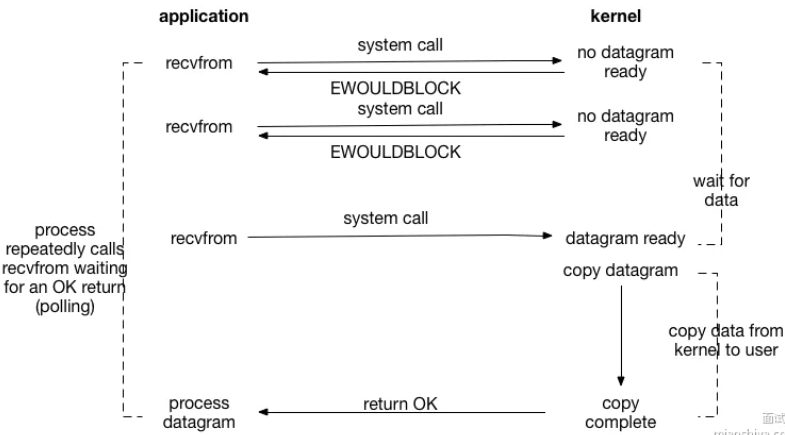 application
kernel
recvfrom
system call
no datagram
ready
EWOULDBLOCK
recvfrom
system call
no datagram
ready
EWOULDBLOCK
wait for
data
process
repeatedly calls
recvfrom waiting
for an OK return
(polling)
recvfrom
system call
datagram ready
copy datagram
copy data from
kernel to user
process
datagram
return OK
copy
complete
面试